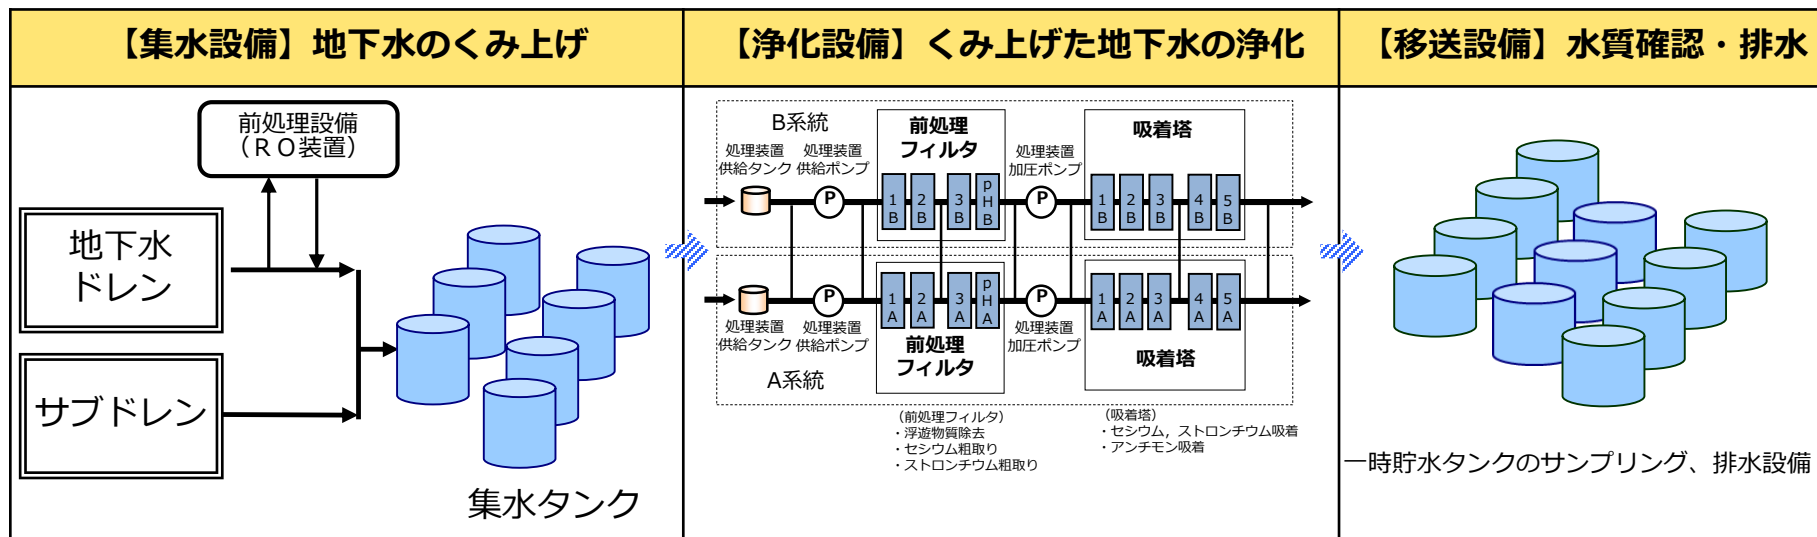 【集水設備】地下水のくみ上げ
【浄化設備】くみ上げた地下水の浄化
【移送設備】水質確認・排水
前処理設備
（ＲＯ装置）
地下水
ドレン
サブドレン
集水タンク
B系統
処理装置
供給タンク
処理装置
供給ポンプ
前処理
フィルタ
処理装置
加圧ポンプ
吸着塔
P
1B
2B
3B
pHB
P
1B
2B
3B
4B
5B
P
1A
2A
3A
pHA
P
1A
2A
3A
4A
5A
処理装置
供給タンク
処理装置
供給ポンプ
前処理
フィルタ
処理装置
加圧ポンプ
吸着塔
A系統
（前処理フィルタ）
・浮遊物質除去
・セシウム粗取り
・ストロンチウム粗取り
（吸着塔）
・セシウム，ストロンチウム吸着
・アンチモン吸着
一時貯水タンクのサンプリング、排水設備